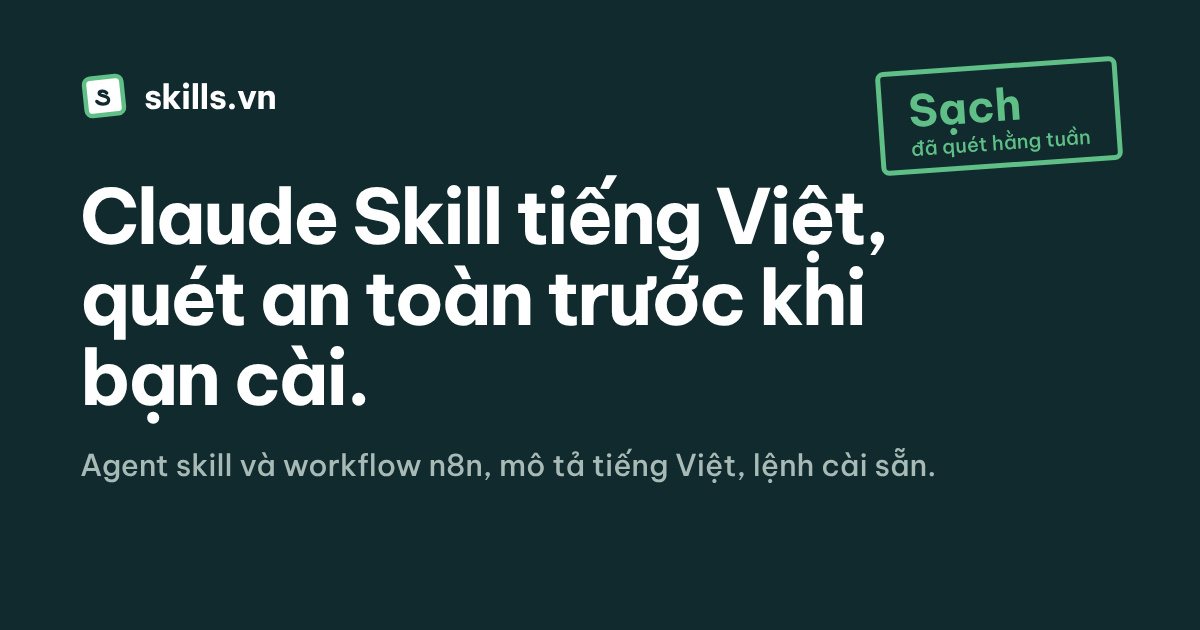 s
skills.vn
Sạch
đã quét hằng tuần
Claude Skill tiếng Việt,
quét an toàn trước khi
bạn cài.
Agent skill và workflow n8n, mô tả tiếng Việt, lệnh cài sẵn.